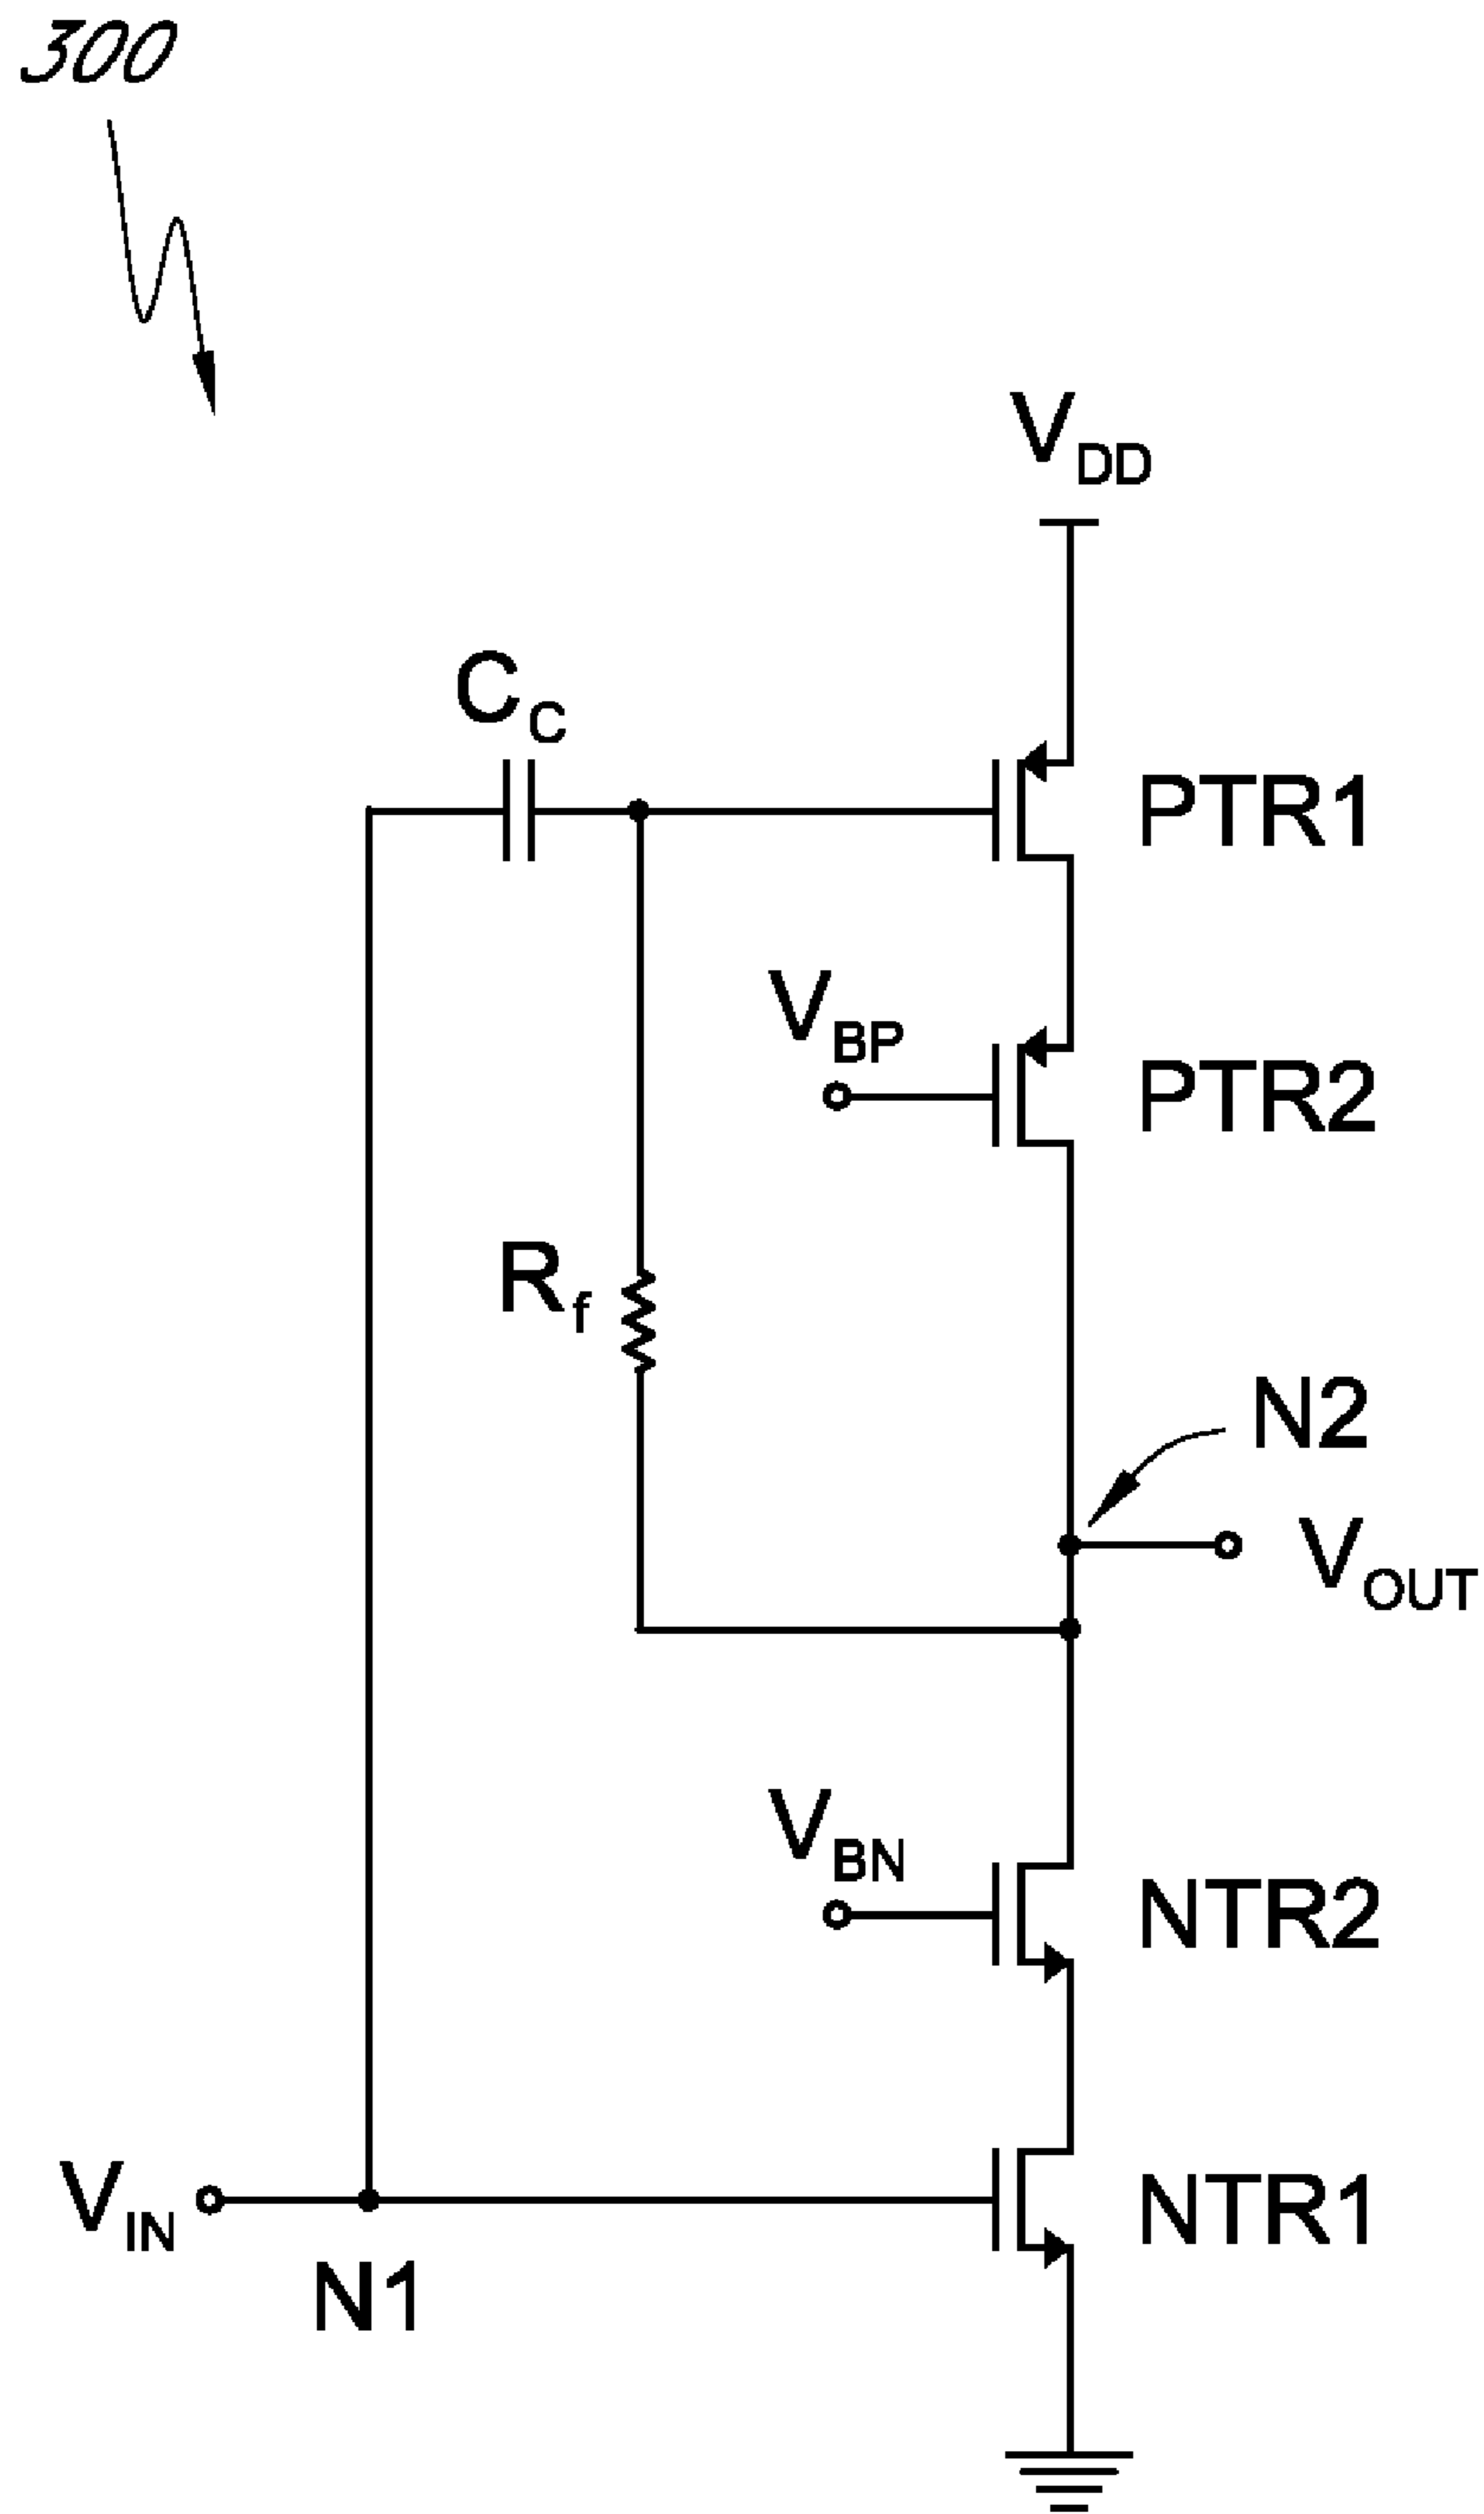 300
VDD
CC
PTR1
VBP
PTR2
Rf
N2
VOUT
VBN
NTR2
VIN
NTR1
N1